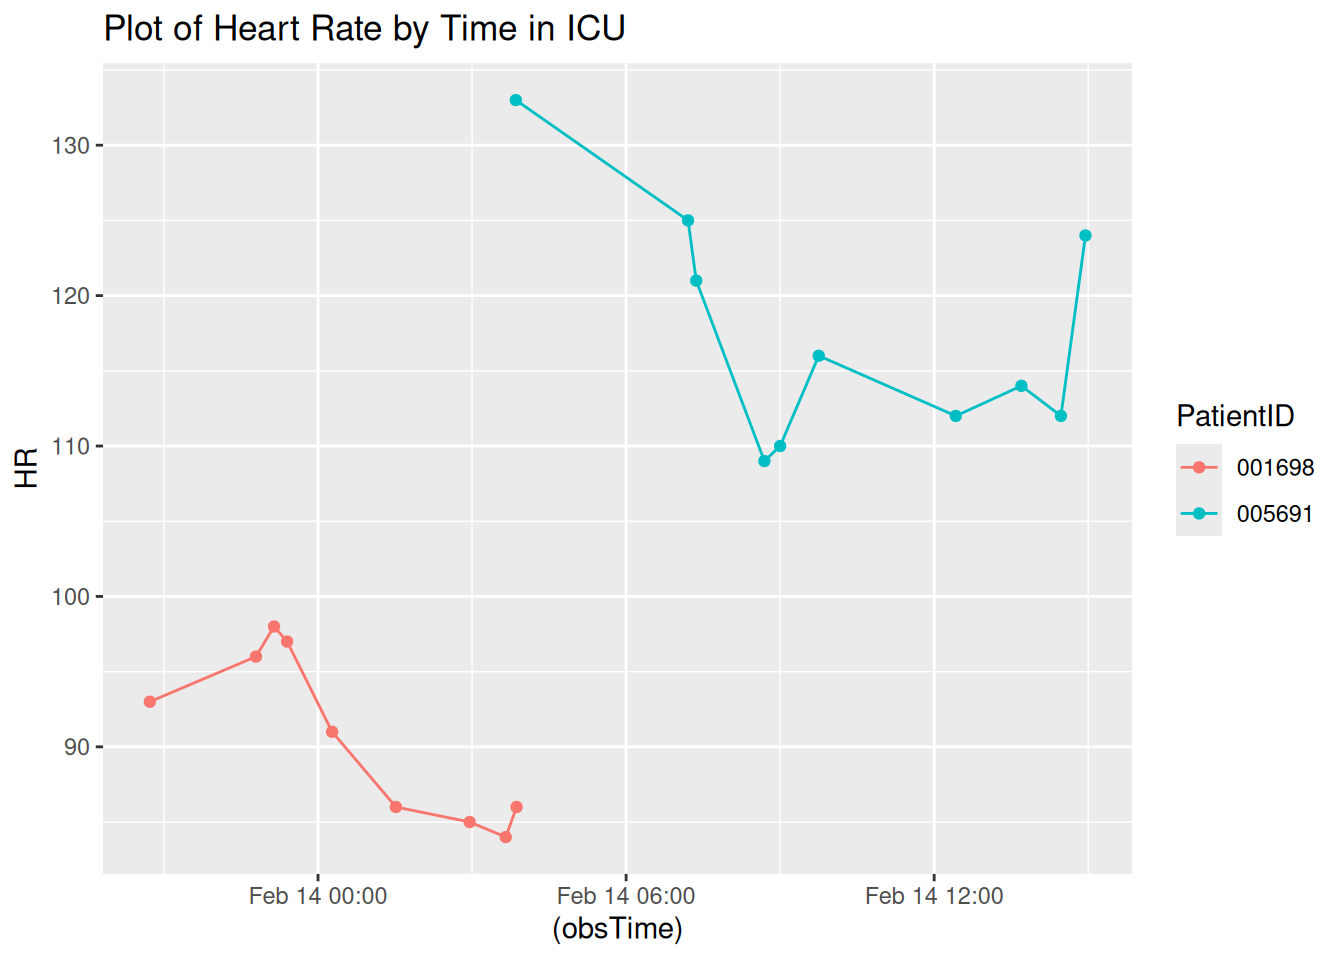 Plot of Heart Rate by Time in ICU
130
120
110
100
90
HR
Feb 14 00:00
Feb 14 06:00
Feb 14 12:00
(obsTime)
PatientID
001698
005691